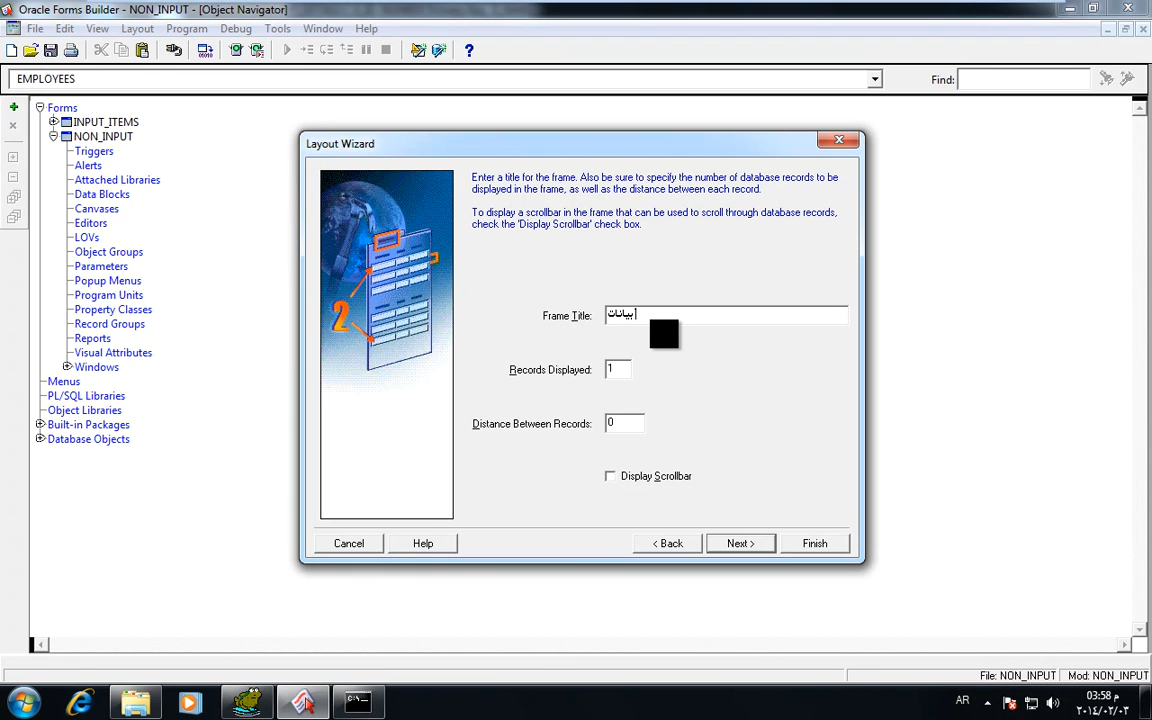 Oracle Forms Builder - NON_INPUT - [Object Navigator]
File Edit View Layout Program Debug Tools Window Help
EMPLOYEES
Find:
Forms
INPUT_ITEMS
NON_INPUT
Triggers
Alerts
Attached Libraries
Data Blocks
Canvases
Editors
LOVs
Object Groups
Parameters
Popup Menus
Program Units
Property Classes
Record Groups
Reports
Visual Attributes
Windows
Menus
PL/SQL Libraries
Object Libraries
Built-in Packages
Database Objects
Layout Wizard
2
Enter a title for the frame. Also be sure to specify the number of database records to be
displayed in the frame, as well as the distance between each record.
To display a scrollbar in the frame that can be used to scroll through database records,
check the 'Display Scrollbar' check box.
Frame Title: بيانات
Records Displayed: 1
Distance Between Records: 0
Display Scrollbar
Cancel Help < Back Next > Finish
File: NON_INPUT Mod: NON_INPUT
AR
03:58 م
٢٠١٤/٠٢/٠٣